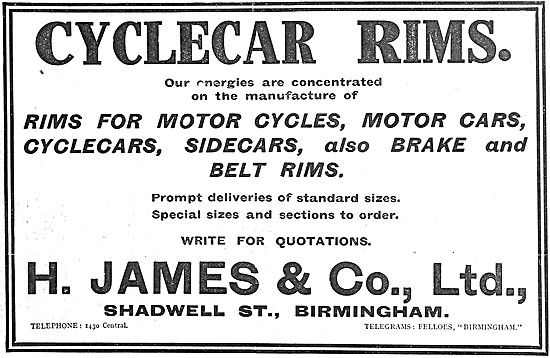 CYCLECAR RIMS.
Our energies are concentrated
on the manufacture of
RIMS FOR MOTOR CYCLES, MOTOR CARS,
CYCLECARS, SIDECARS, also BRAKE and
BELT RIMS.
Prompt deliveries of standard sizes.
Special sizes and sections to order.
WRITE FOR QUOTATIONS.
H. JAMES & Co., Ltd.,
SHADWELL ST., BIRMINGHAM.
TELEPHONE: 1430 Central. TELEGRAMS: FELLOES, "BIRMINGHAM."